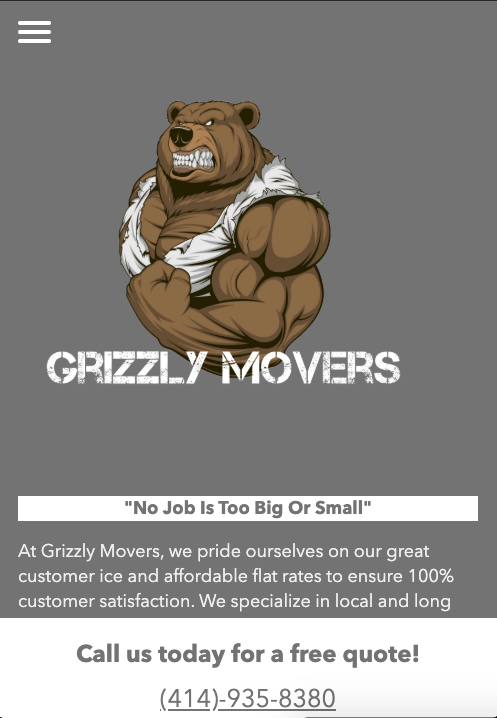 GRIZZLY MOVERS
"No Job Is Too Big Or Small"
At Grizzly Movers, we pride ourselves on our great
customer ice and affordable flat rates to ensure 100%
customer satisfaction. We specialize in local and long
Call us today for a free quote!
(414)-935-8380